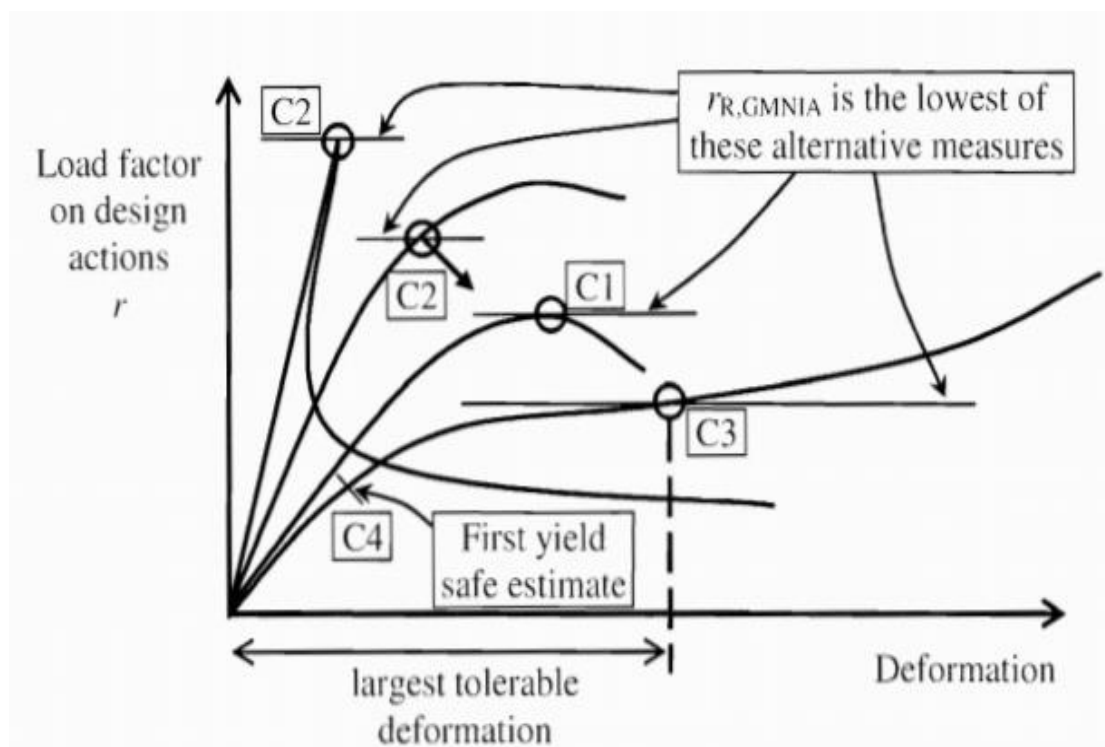 C2
r_R,GMNIA is the lowest of
these alternative measures
Load factor
on design
actions
r
C2
C1
C3
C4
First yield
safe estimate
largest tolerable
deformation
Deformation